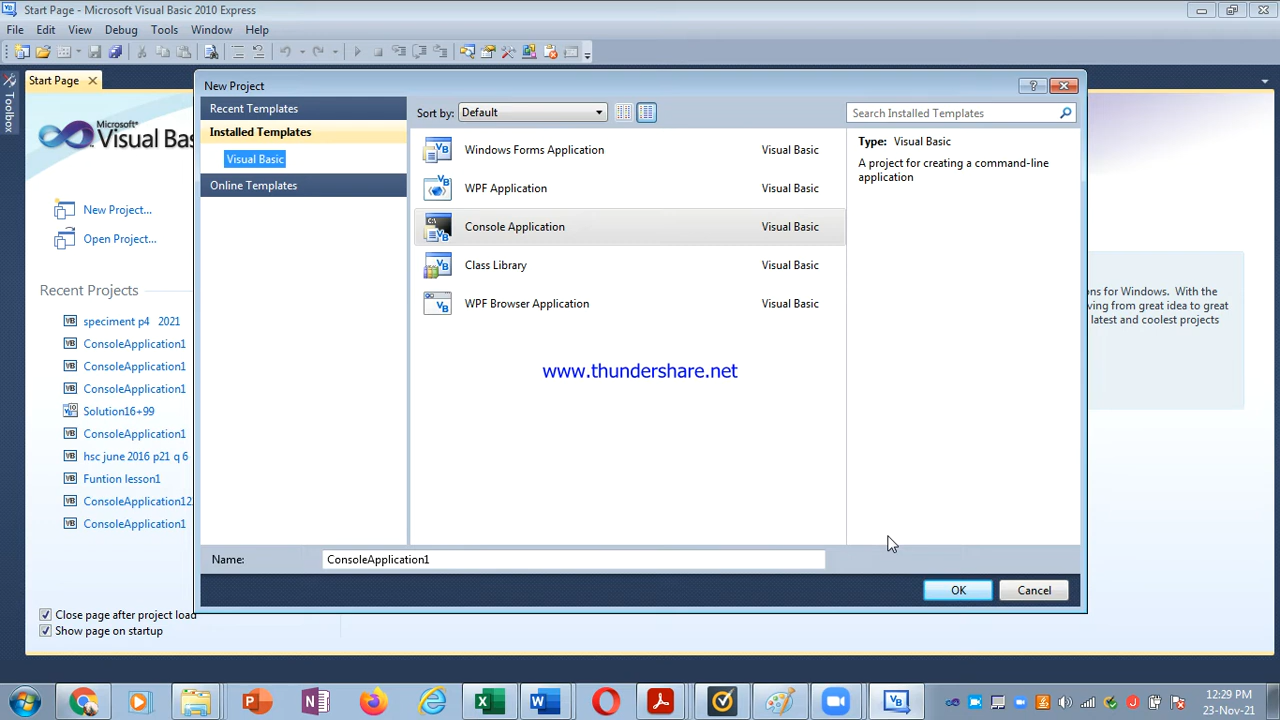 Start Page - Microsoft Visual Basic 2010 Express
File Edit View Debug Tools Window Help
Toolbox
Start Page
Microsoft®
Visual Bas
New Project...
Open Project...
Recent Projects
speciment p4 2021
ConsoleApplication1
ConsoleApplication1
ConsoleApplication1
Solution16+99
ConsoleApplication1
hsc june 2016 p21 q 6
Funtion lesson1
ConsoleApplication12
ConsoleApplication1
Close page after project load
Show page on startup
New Project
Recent Templates
Installed Templates
Visual Basic
Online Templates
Sort by: Default
Search Installed Templates
Windows Forms Application Visual Basic
WPF Application Visual Basic
Console Application Visual Basic
Class Library Visual Basic
WPF Browser Application Visual Basic
Type: Visual Basic
A project for creating a command-line
application
www.thundershare.net
Name: ConsoleApplication1
OK Cancel
ons for Windows. With the
ving from great idea to great
latest and coolest projects
12:29 PM
23-Nov-21